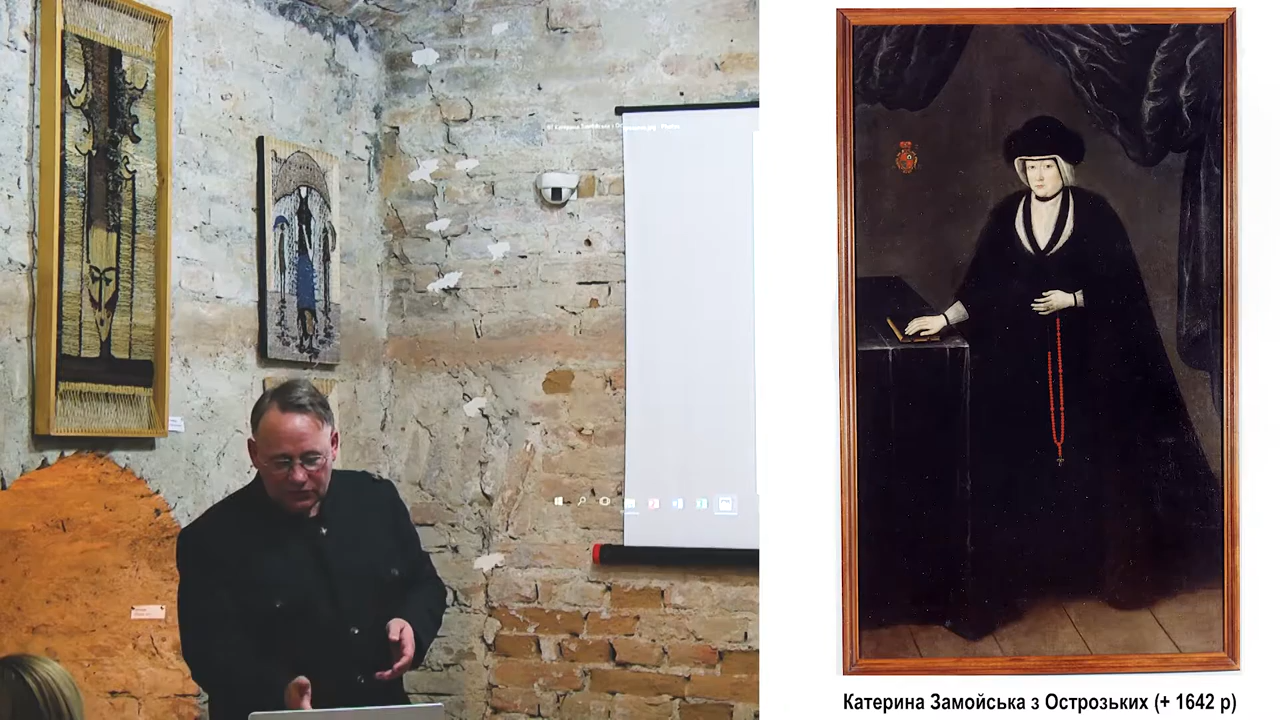 Катерина Замойська з Острозьких (+ 1642 р)